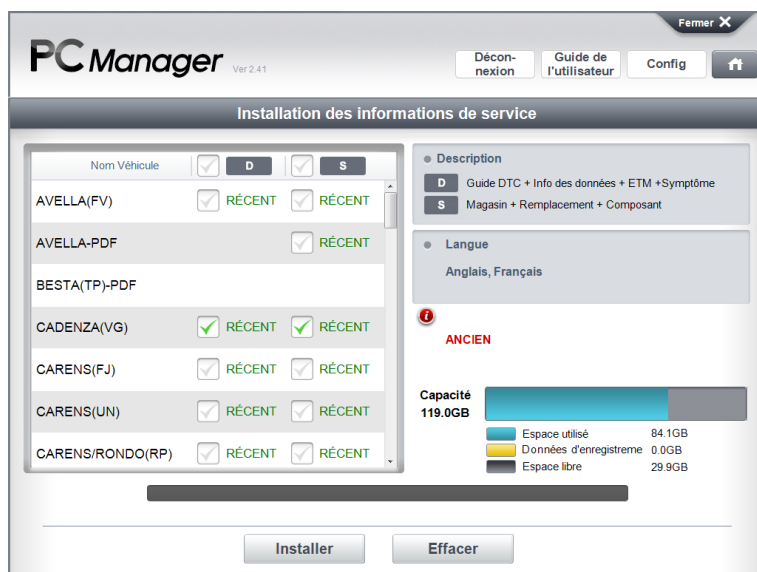 Fermer X
PC Manager Ver 2.41
Décon-
nexion
Guide de
l'utilisateur
Config
Installation des informations de service
Nom Véhicule D S
AVELLA(FV) RÉCENT RÉCENT
AVELLA-PDF RÉCENT
BESTA(TP)-PDF
CADENZA(VG) RÉCENT RÉCENT
CARENS(FJ) RÉCENT RÉCENT
CARENS(UN) RÉCENT RÉCENT
CARENS/RONDO(RP) RÉCENT RÉCENT
Description
D Guide DTC + Info des données + ETM +Symptôme
S Magasin + Remplacement + Composant
Langue
Anglais, Français
i
ANCIEN
Capacité
119.0GB
Espace utilisé 84.1GB
Données d'enregistreme 0.0GB
Espace libre 29.9GB
Installer
Effacer